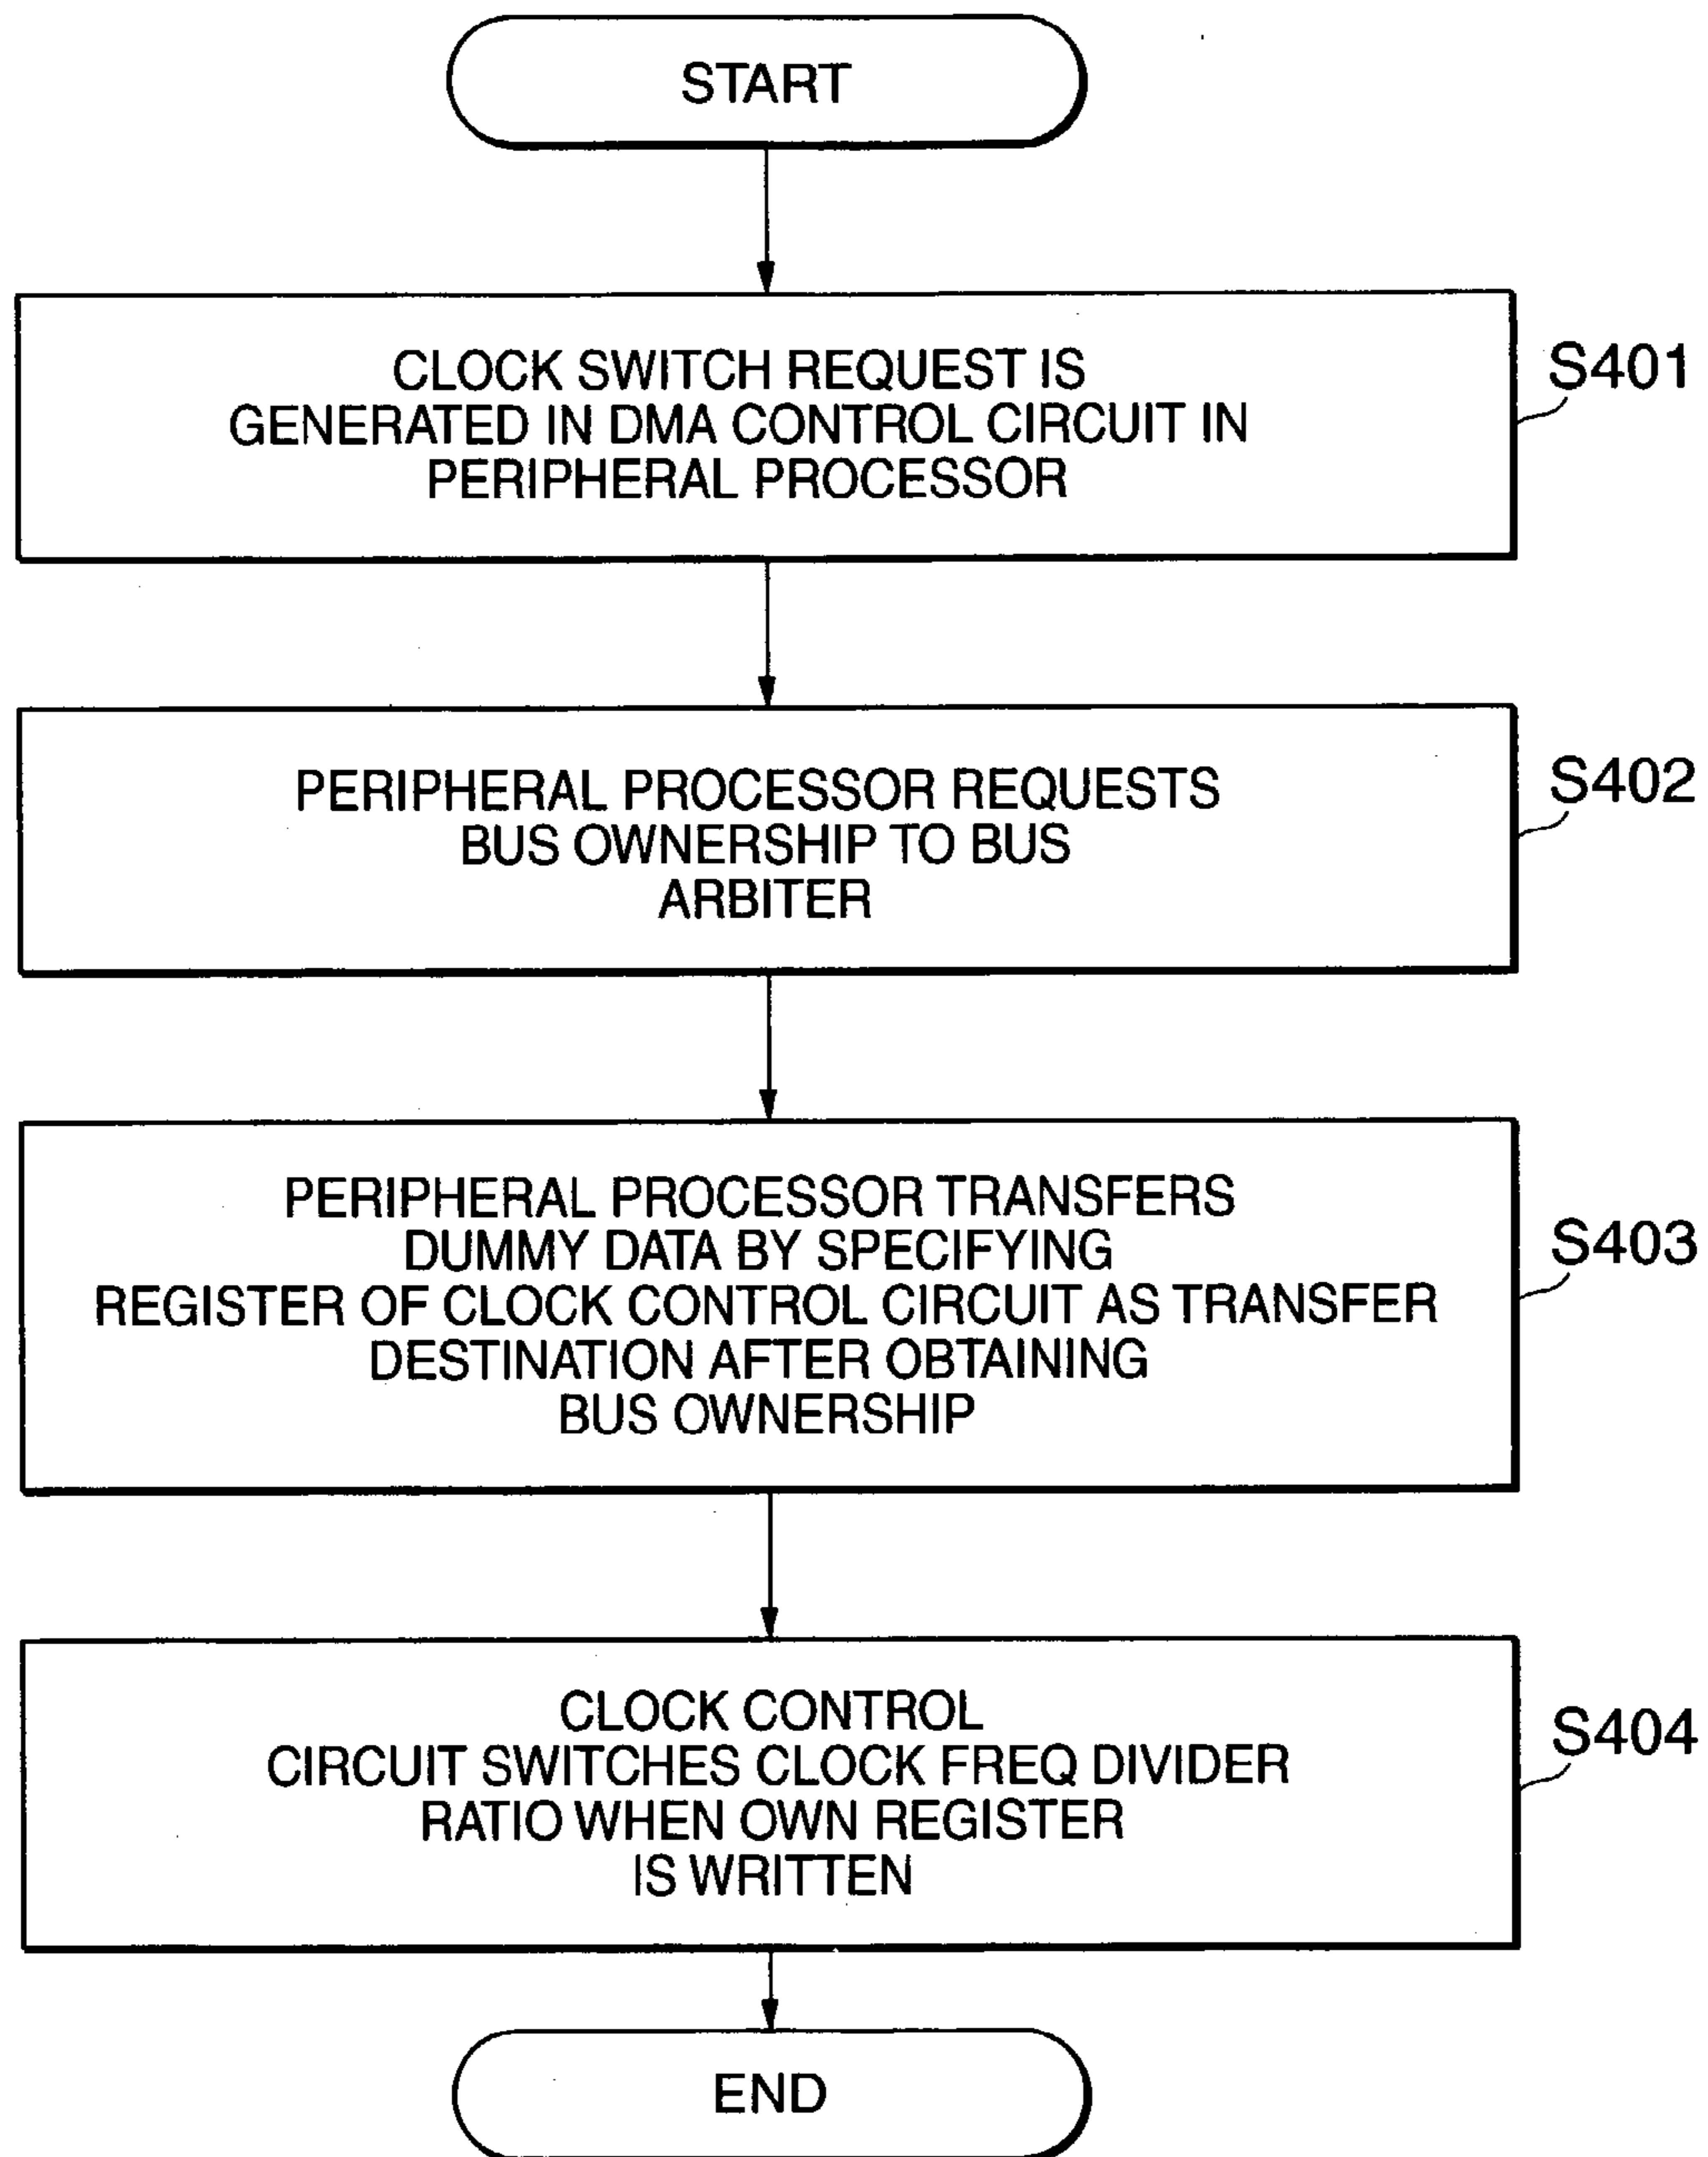 START
CLOCK SWITCH REQUEST IS
GENERATED IN DMA CONTROL CIRCUIT IN
PERIPHERAL PROCESSOR
S401
PERIPHERAL PROCESSOR REQUESTS
BUS OWNERSHIP TO BUS
ARBITER
S402
PERIPHERAL PROCESSOR TRANSFERS
DUMMY DATA BY SPECIFYING
REGISTER OF CLOCK CONTROL CIRCUIT AS TRANSFER
DESTINATION AFTER OBTAINING
BUS OWNERSHIP
S403
CLOCK CONTROL
CIRCUIT SWITCHES CLOCK FREQ DIVIDER
RATIO WHEN OWN REGISTER
IS WRITTEN
S404
END